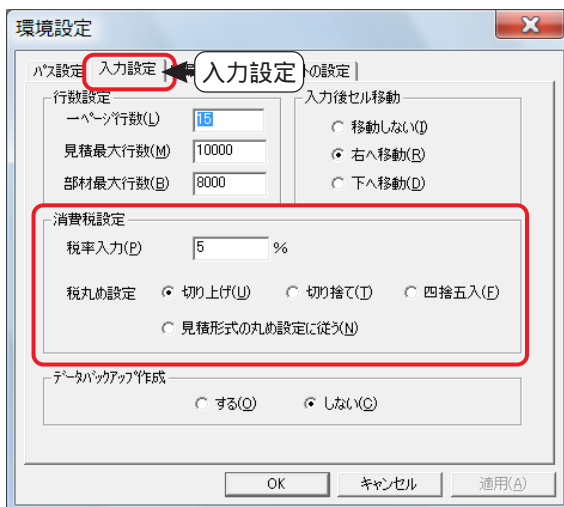 環境設定
パス設定 入力設定 入力設定 の設定
行数設定 入力後セル移動
一ページ行数(L) 15 移動しない(I)
見積最大行数(M) 10000 右へ移動(R)
部材最大行数(B) 8000 下へ移動(D)
消費税設定
税率入力(P) 5 %
税丸め設定 切り上げ(U) 切り捨て(T) 四捨五入(F)
見積形式の丸め設定に従う(N)
データバックアップ作成
する(O) しない(C)
OK キャンセル 適用(A)